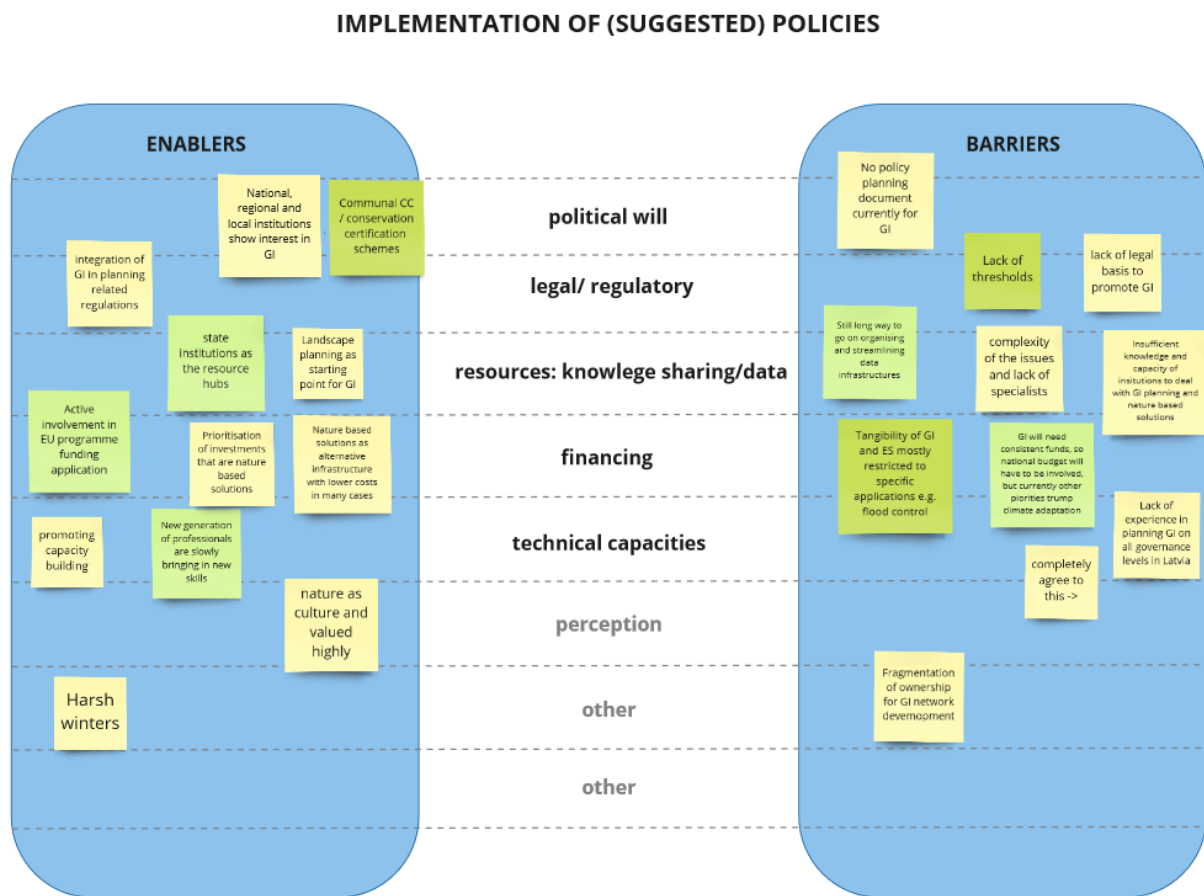 IMPLEMENTATION OF (SUGGESTED) POLICIES
ENABLERS
National,
regional and
local institutions
show interest in
GI
Communal CC
/ conservation
certification
schemes
integration of
GI in planning
related
regulations
state
institutions as
the resource
hubs
Landscape
planning as
starting point
for GI
Active
involvement in
EU programme
funding
application
Prioritisation
of investments
that are nature
based
solutions
Nature based
solutions as
alternative
infrastructure
with lower costs
in many cases
promoting
capacity
building
New generation
of professionals
are slowly
bringing in new
skills
nature as
culture and
valued
highly
Harsh
winters
political will
legal/ regulatory
resources: knowlege sharing/data
financing
technical capacities
perception
other
other
BARRIERS
No policy
planning
document
currently for
GI
Lack of
thresholds
lack of legal
basis to
promote GI
Still long way to
go on organising
and streamlining
data
infrastructures
complexity
of the issues
and lack of
specialists
Insufficient
knowledge and
capacity of
insitutions to deal
with GI planning and
nature based
solutions
Tangibility of GI
and ES mostly
restricted to
specific
applications e.g.
flood control
GI will need
consistent funds, so
national budget will
have to be involved,
but currently other
piorities trump
climate adaptation
Lack of
experience in
planning GI on
all governance
levels in Latvia
completely
agree to
this ->
Fragmentation
of ownership
for GI network
devemopment